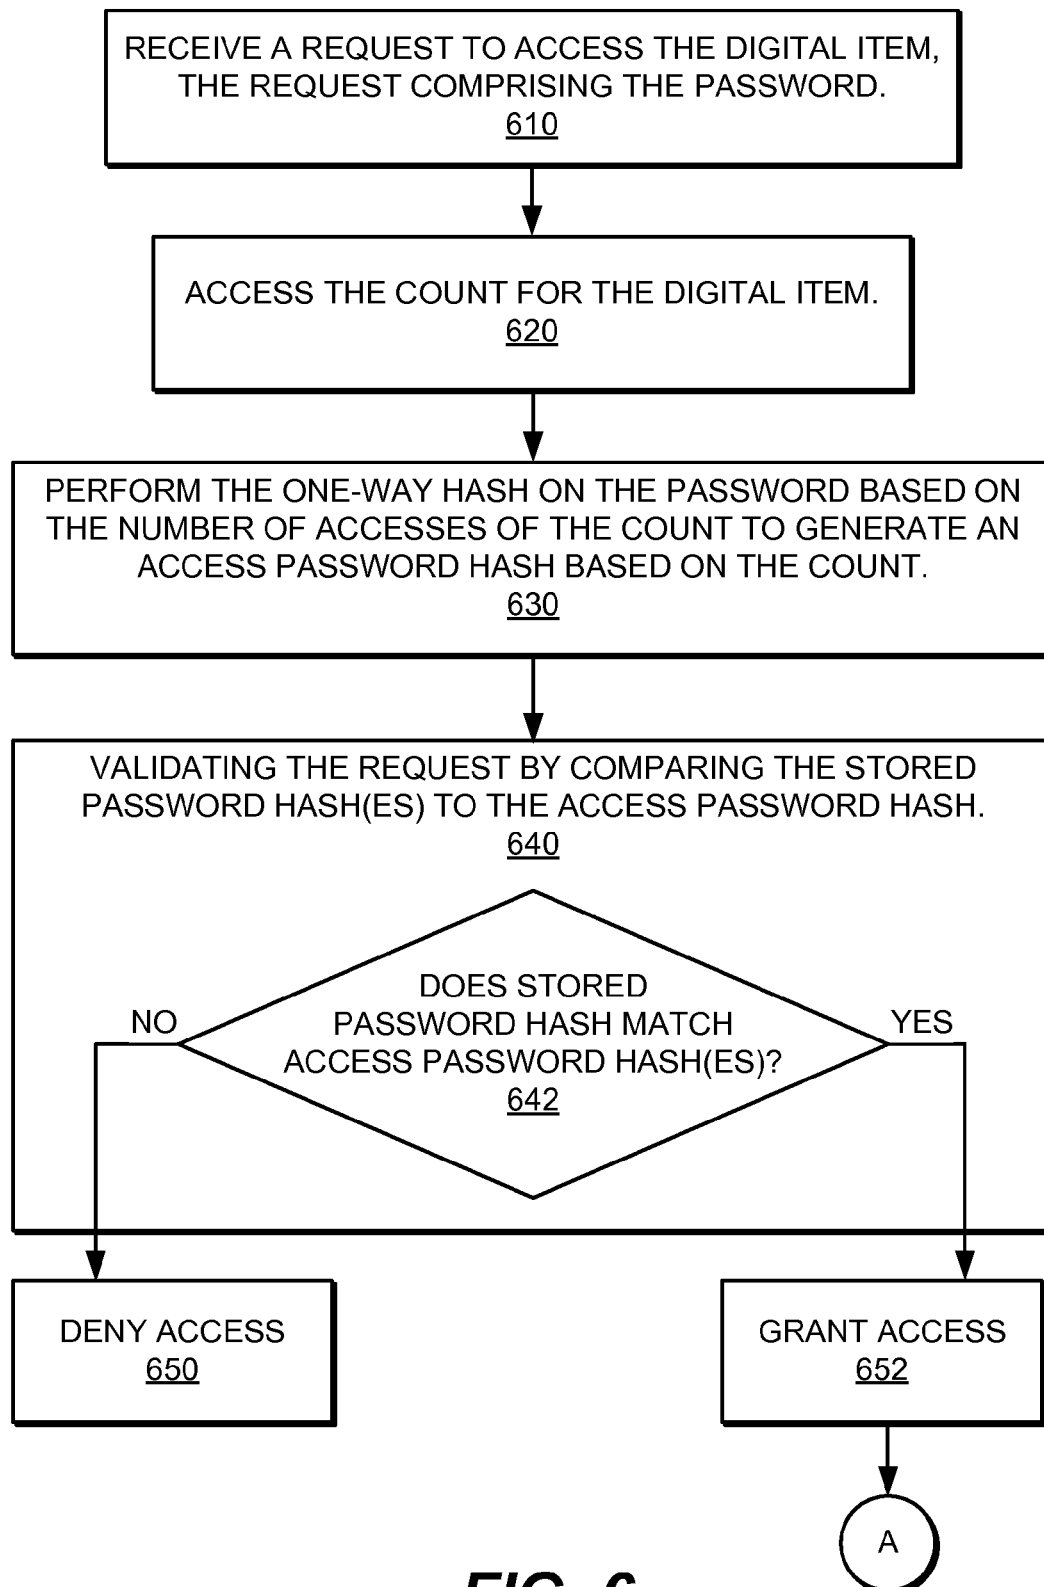 RECEIVE A REQUEST TO ACCESS THE DIGITAL ITEM,
THE REQUEST COMPRISING THE PASSWORD.
610
ACCESS THE COUNT FOR THE DIGITAL ITEM.
620
PERFORM THE ONE-WAY HASH ON THE PASSWORD BASED ON
THE NUMBER OF ACCESSES OF THE COUNT TO GENERATE AN
ACCESS PASSWORD HASH BASED ON THE COUNT.
630
VALIDATING THE REQUEST BY COMPARING THE STORED
PASSWORD HASH(ES) TO THE ACCESS PASSWORD HASH.
640
DOES STORED
PASSWORD HASH MATCH
ACCESS PASSWORD HASH(ES)?
642
NO
YES
DENY ACCESS
650
GRANT ACCESS
652
A
FIG. 6